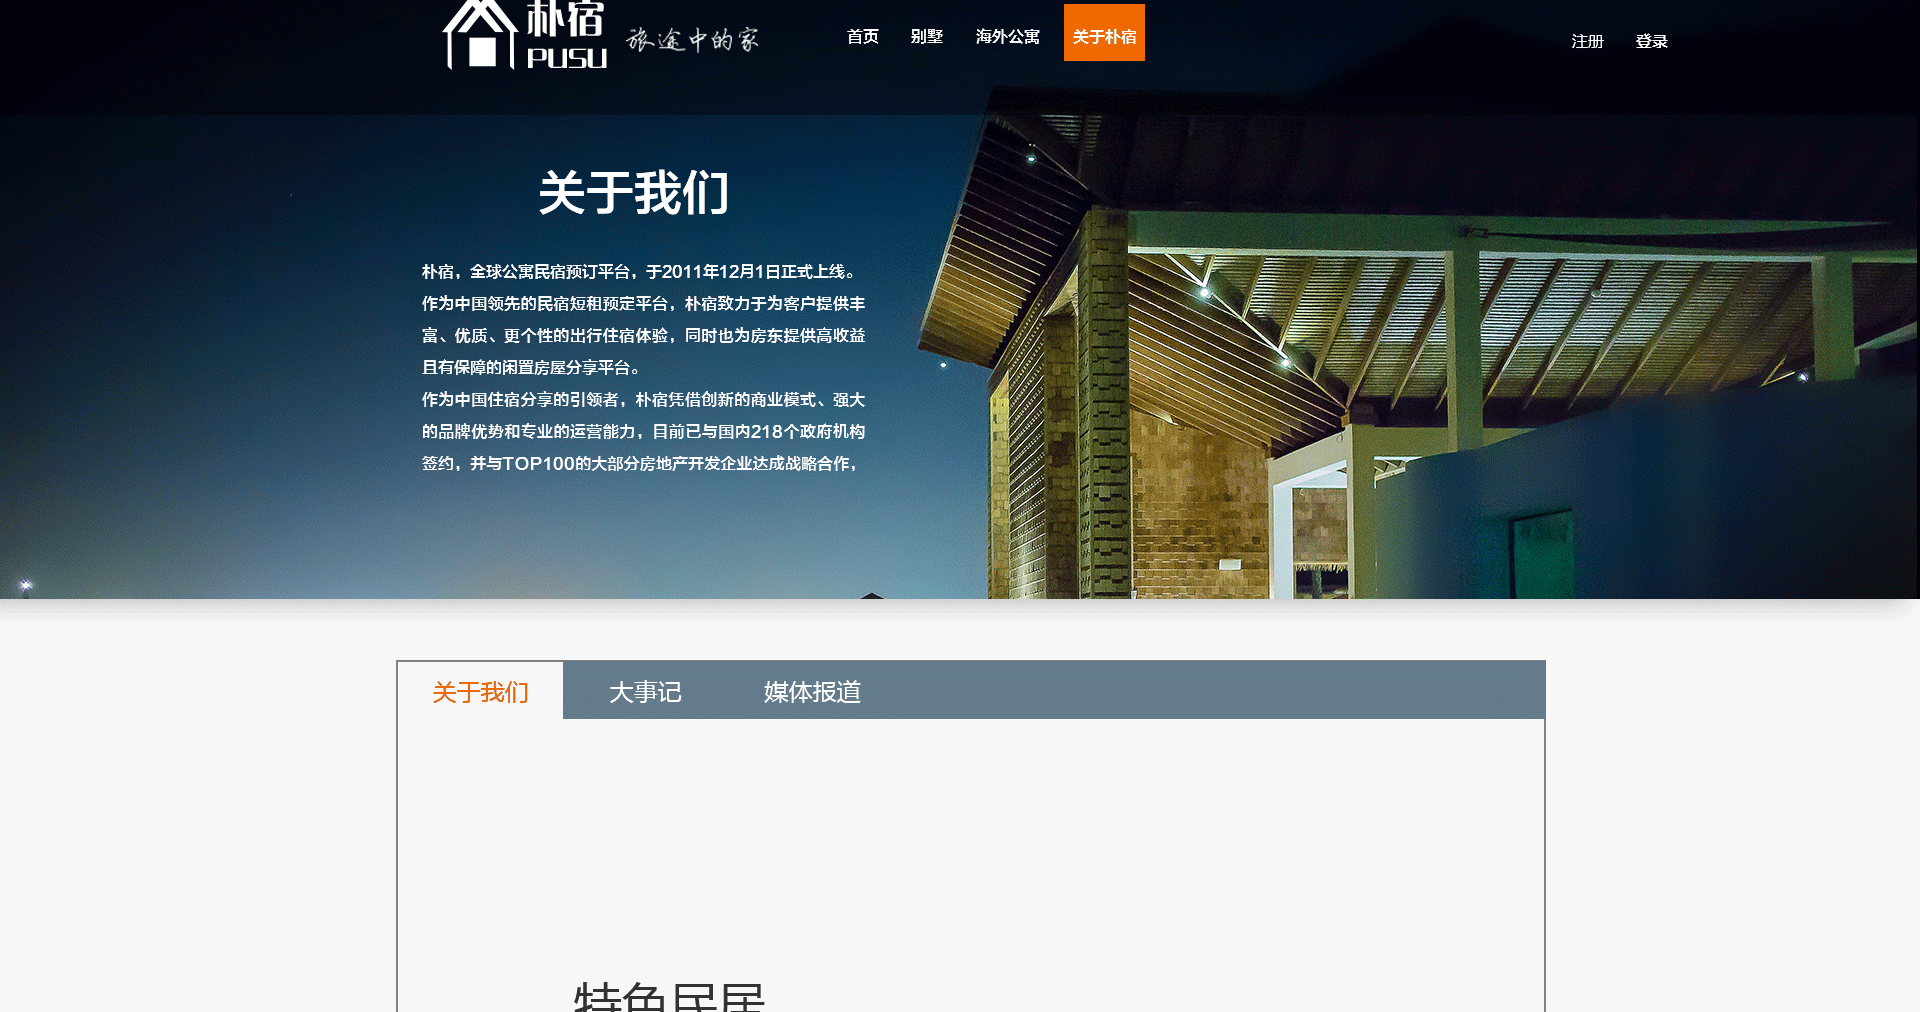 朴宿
PUSU
旅途中的家
首页 别墅 海外公寓 关于朴宿
注册 登录
关于我们
朴宿，全球公寓民宿预订平台，于2011年12月1日正式上线。
作为中国领先的民宿短租预定平台，朴宿致力于为客户提供丰
富、优质、更个性的出行住宿体验，同时也为房东提供高收益
且有保障的闲置房屋分享平台。
作为中国住宿分享的引领者，朴宿凭借创新的商业模式、强大
的品牌优势和专业的运营能力，目前已与国内218个政府机构
签约，并与TOP100的大部分房地产开发企业达成战略合作，
关于我们 大事记 媒体报道
特色民居